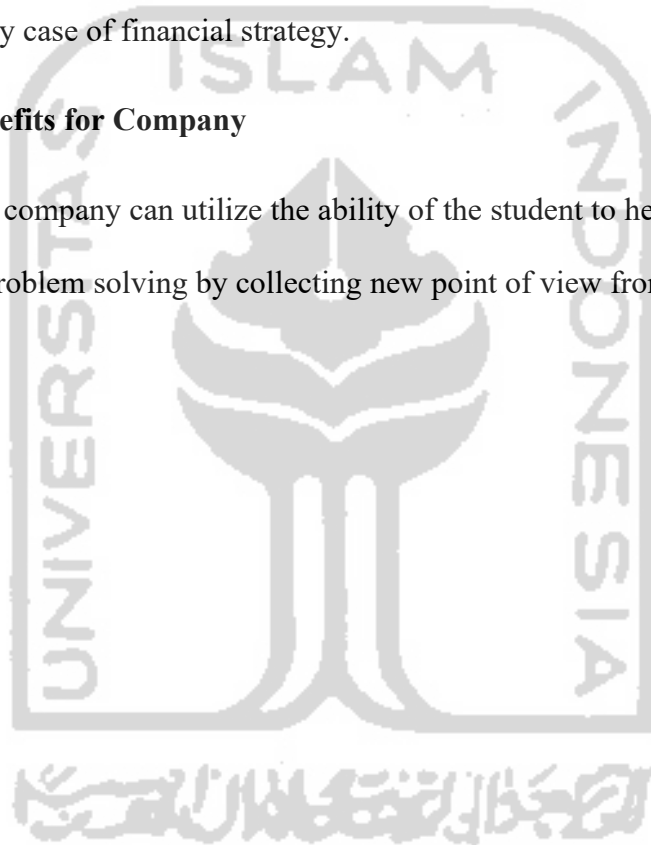 y case of financial strategy.
efits for Company
company can utilize the ability of the student to he
roblem solving by collecting new point of view from
ISLAM
UNIVERSITAS
INDONESIA